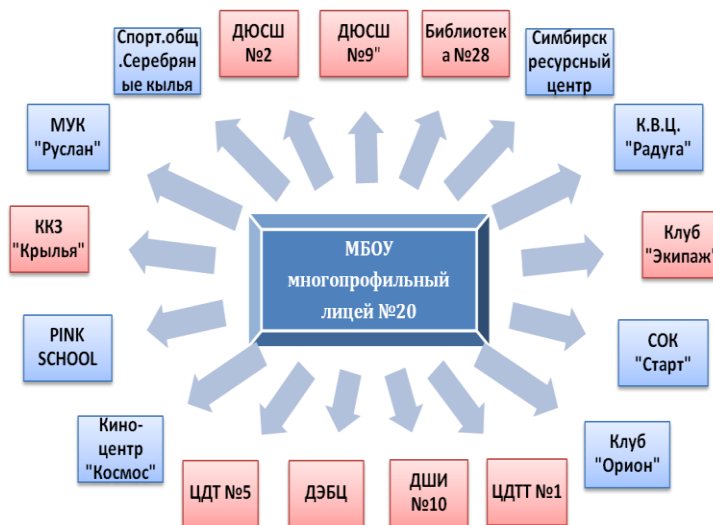 Спорт.общ
.Серебрян
ые кылья
ДЮСШ
№2
ДЮСШ
№9"
Библиотек
а №28
Симбирск
ресурсный
центр
МУК
"Руслан"
К.В.Ц.
"Радуга"
ККЗ
"Крылья"
МБОУ
многопрофильный
лицей №20
Клуб
"Экипаж"
PINK
SCHOOL
СОК
"Старт"
Кино-
центр
"Космос"
Клуб
"Орион"
ЦДТ №5
ДЭБЦ
ДШИ
№10
ЦДТТ №1